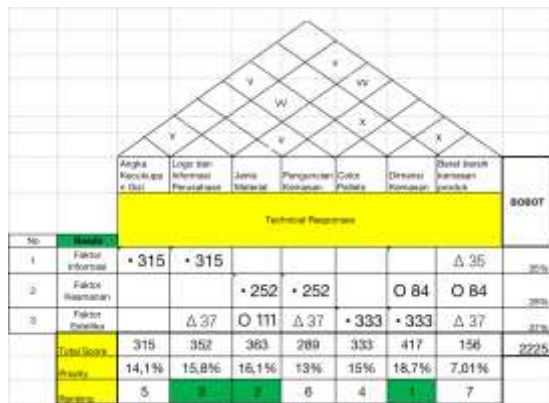 V
V
V
VV
VV
X
Y
V
X
Angka Kecukupan Gizi
Logo dan Informasi Perusahaan
Jenis Material
Penguncian Kemasan
Color Pallete
Dimensi Kemasan
Berat bersih kemasan produk
BOBOT
Technical Responses
No Needs
1 Faktor Informasi • 315 • 315 Δ 35 35%
2 Faktor Keamanan • 252 • 252 O 84 O 84 28%
3 Faktor Estetika Δ 37 O 111 Δ 37 • 333 • 333 Δ 37 37%
Total Score 315 352 363 289 333 417 156 2225
Priority 14,1% 15,8% 16,1% 13% 15% 18,7% 7,01%
Ranking 5 3 2 6 4 1 7